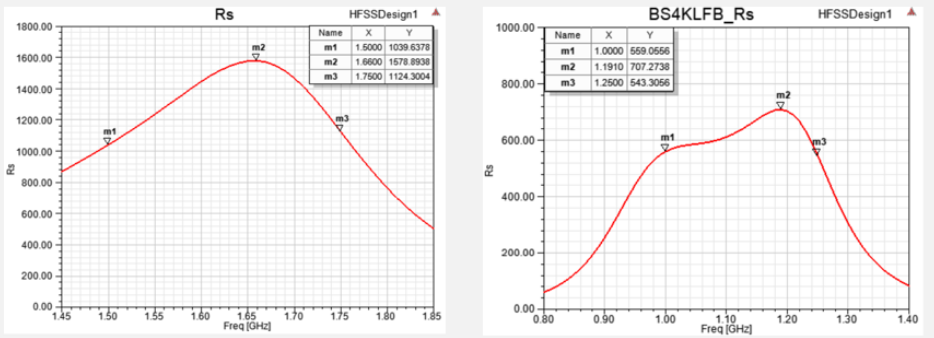 Rs
HFSSDesign1
Name X Y
m1 1.5000 1039.6378
m2 1.6600 1578.8938
m3 1.7500 1124.3004
1800.00
1600.00
1400.00
1200.00
1000.00
800.00
600.00
400.00
200.00
0.00
Rs
m1
m2
m3
1.45 1.50 1.55 1.60 1.65 1.70 1.75 1.80 1.85
Freq [GHz]
BS4KLFB_Rs
HFSSDesign1
Name X Y
m1 1.0000 559.0556
m2 1.1910 707.2738
m3 1.2500 543.3056
1000.00
800.00
600.00
400.00
200.00
0.00
Rs
m1
m2
m3
0.80 0.90 1.00 1.10 1.20 1.30 1.40
Freq [GHz]